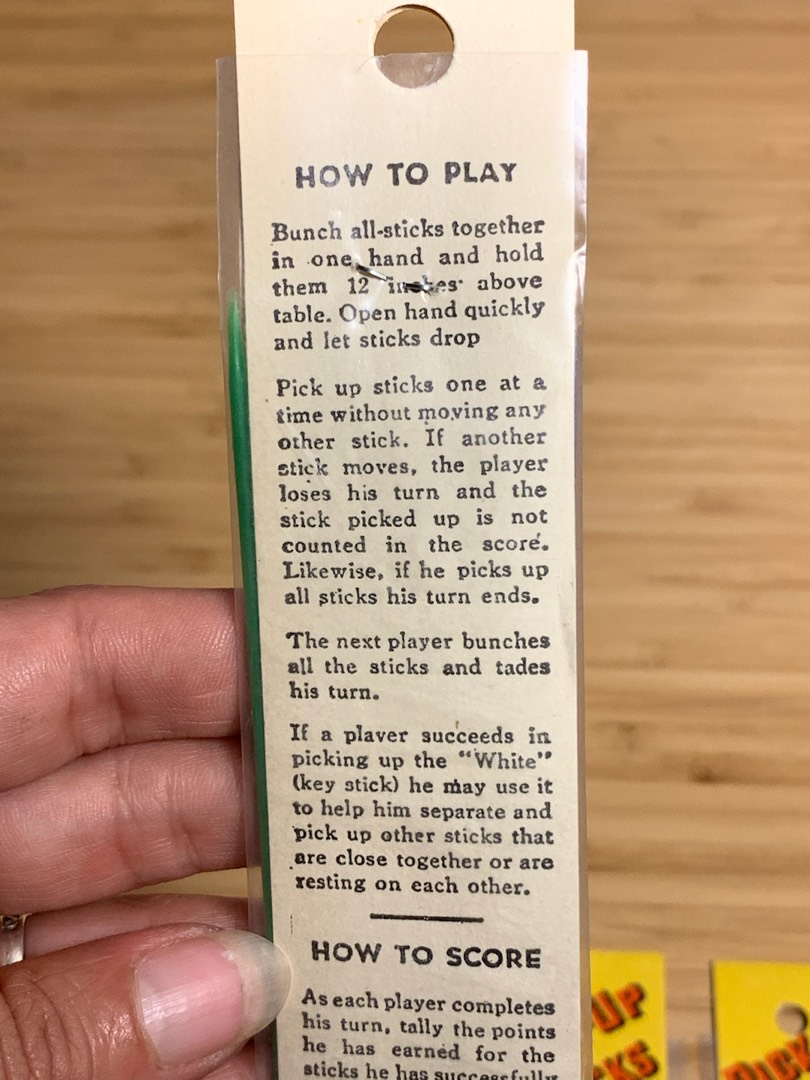 HOW TO PLAY
Bunch all-sticks together
in one hand and hold
them 12 inches above
table. Open hand quickly
and let sticks drop
Pick up sticks one at a
time without moving any
other stick. If another
stick moves, the player
loses his turn and the
stick picked up is not
counted in the score.
Likewise, if he picks up
all sticks his turn ends.
The next player bunches
all the sticks and tades
his turn.
If a plaver succeeds in
picking up the "White"
(key stick) he may use it
to help him separate and
pick up other sticks that
are close together or are
resting on each other.
HOW TO SCORE
As each player completes
his turn, tally the points
he has earned for the
sticks he has successfully
UP
PICK